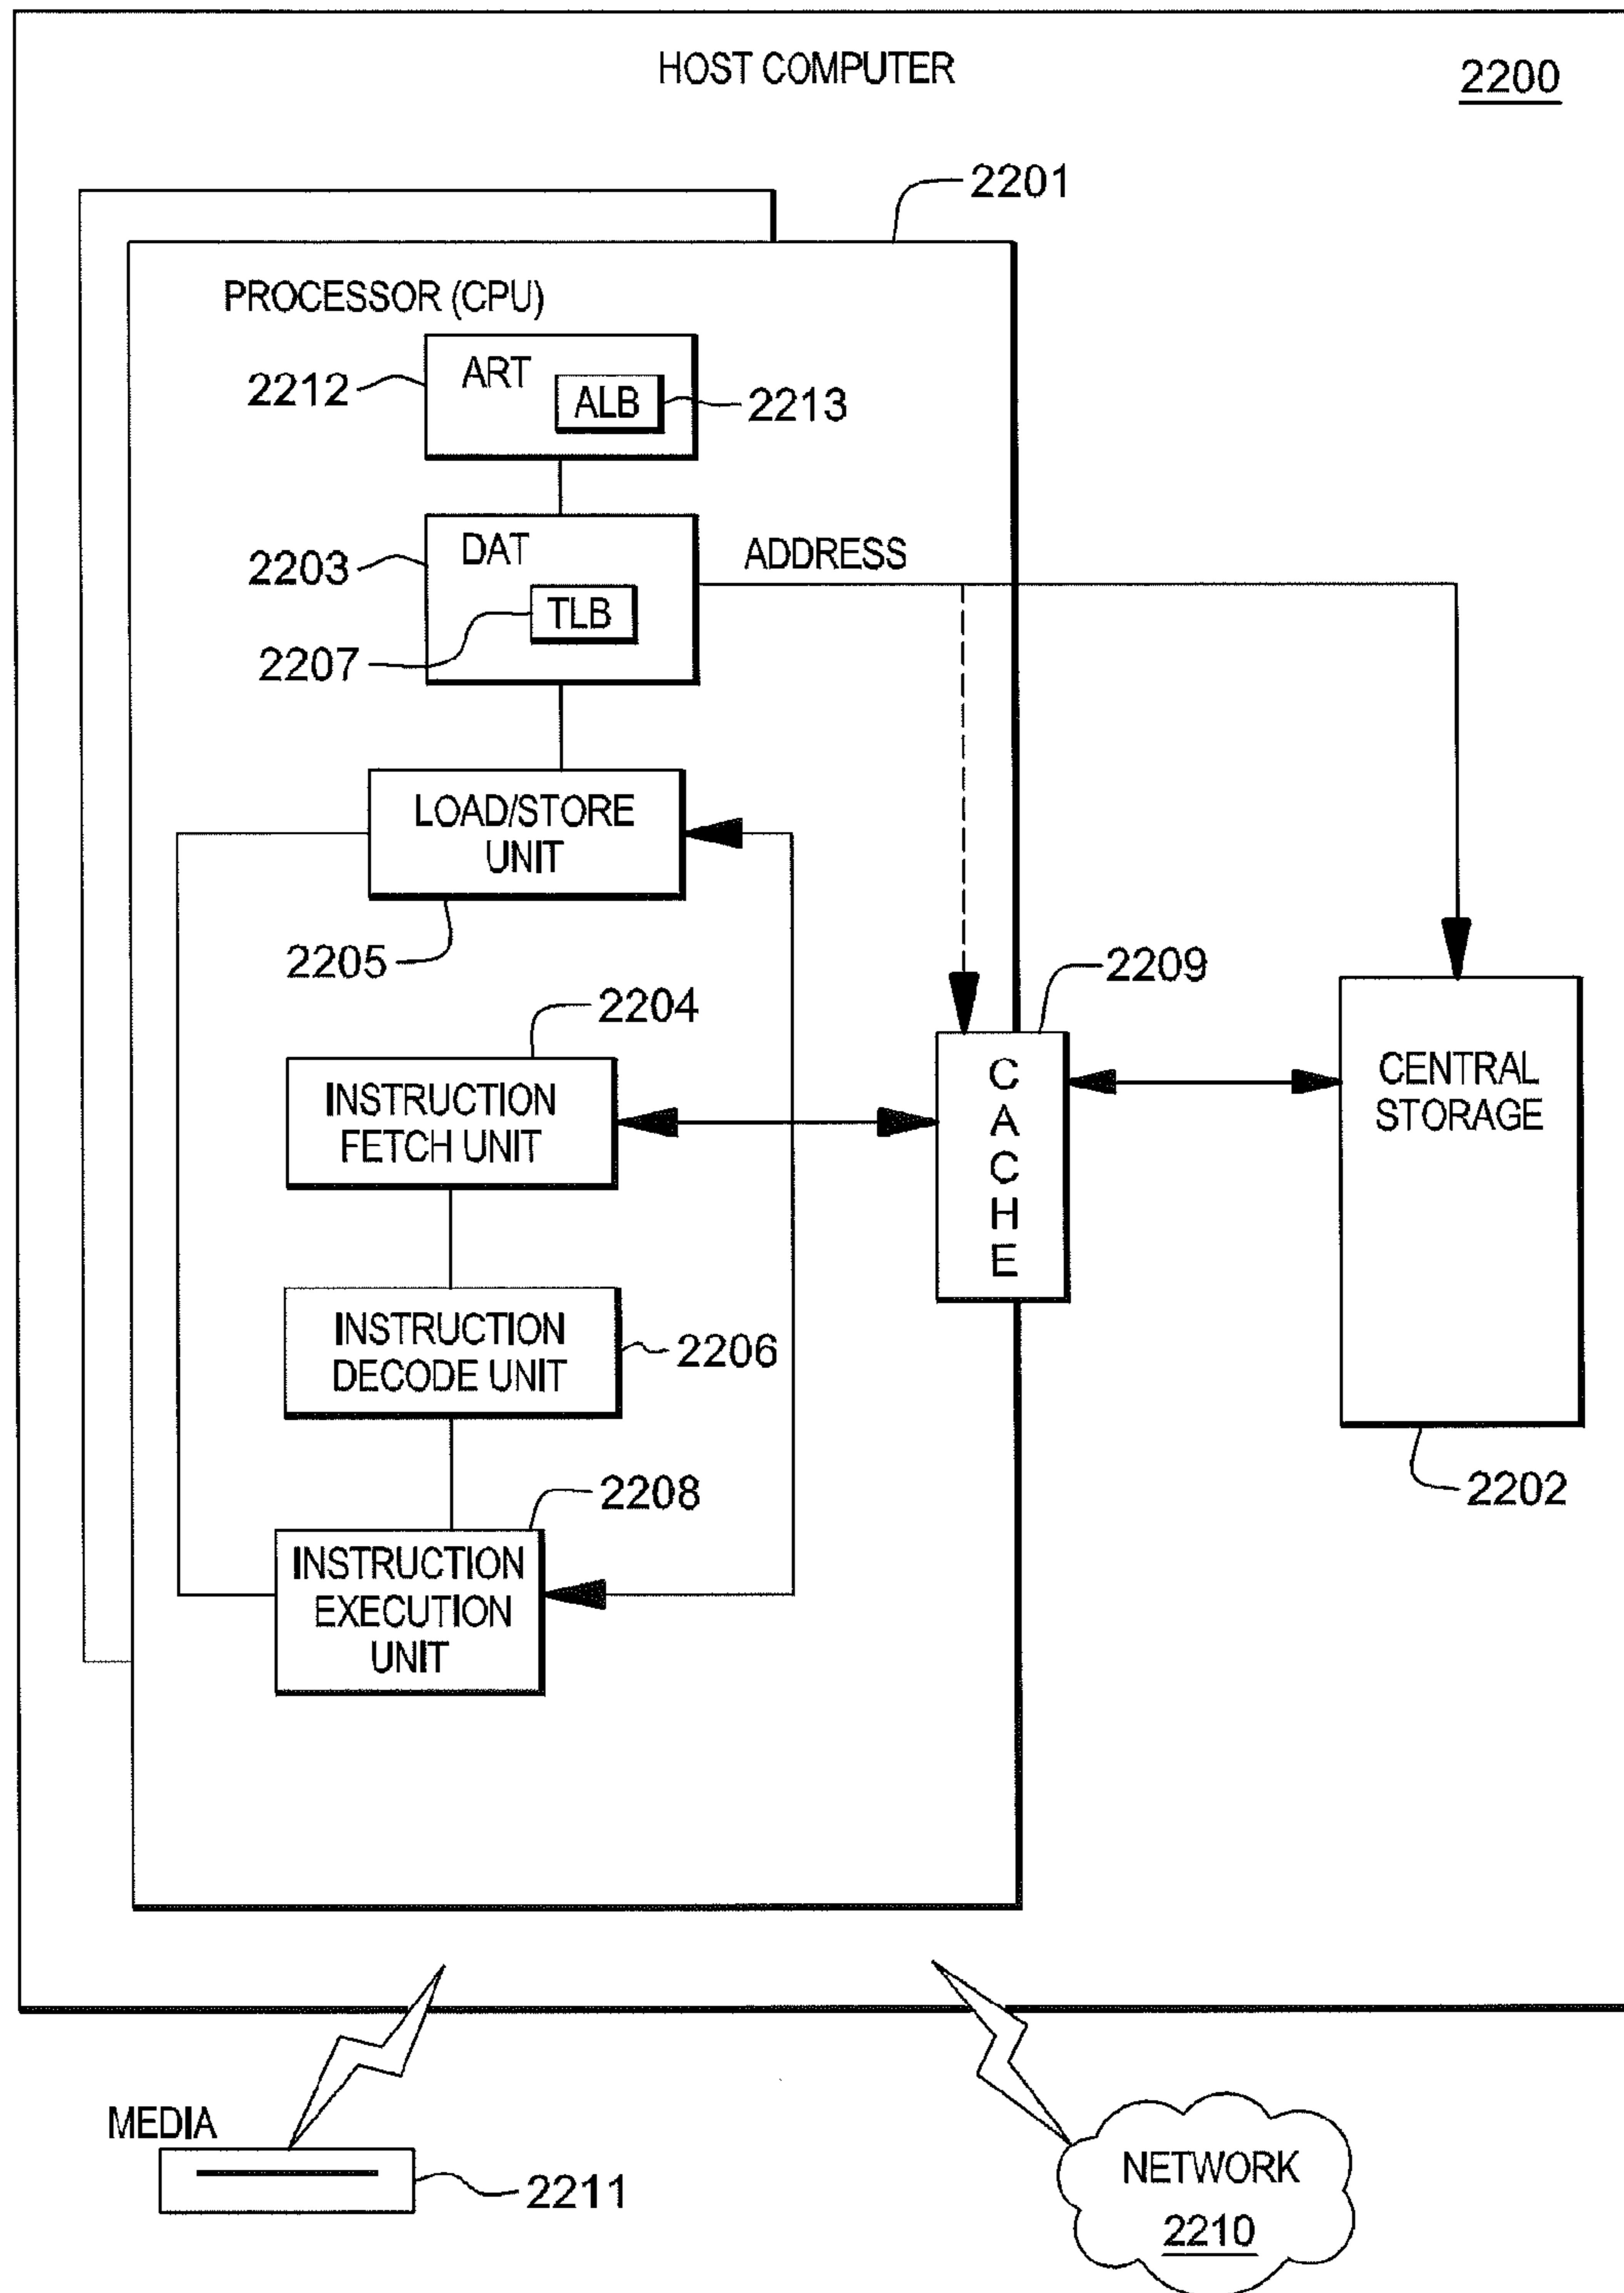 HOST COMPUTER
2200
2201
PROCESSOR (CPU)
ART
2212
ALB
2213
DAT
2203
ADDRESS
TLB
2207
LOAD/STORE
UNIT
2205
2209
2204
INSTRUCTION
FETCH UNIT
C
A
C
H
E
CENTRAL
STORAGE
INSTRUCTION
DECODE UNIT
2206
2202
2208
INSTRUCTION
EXECUTION
UNIT
MEDIA
2211
NETWORK
2210